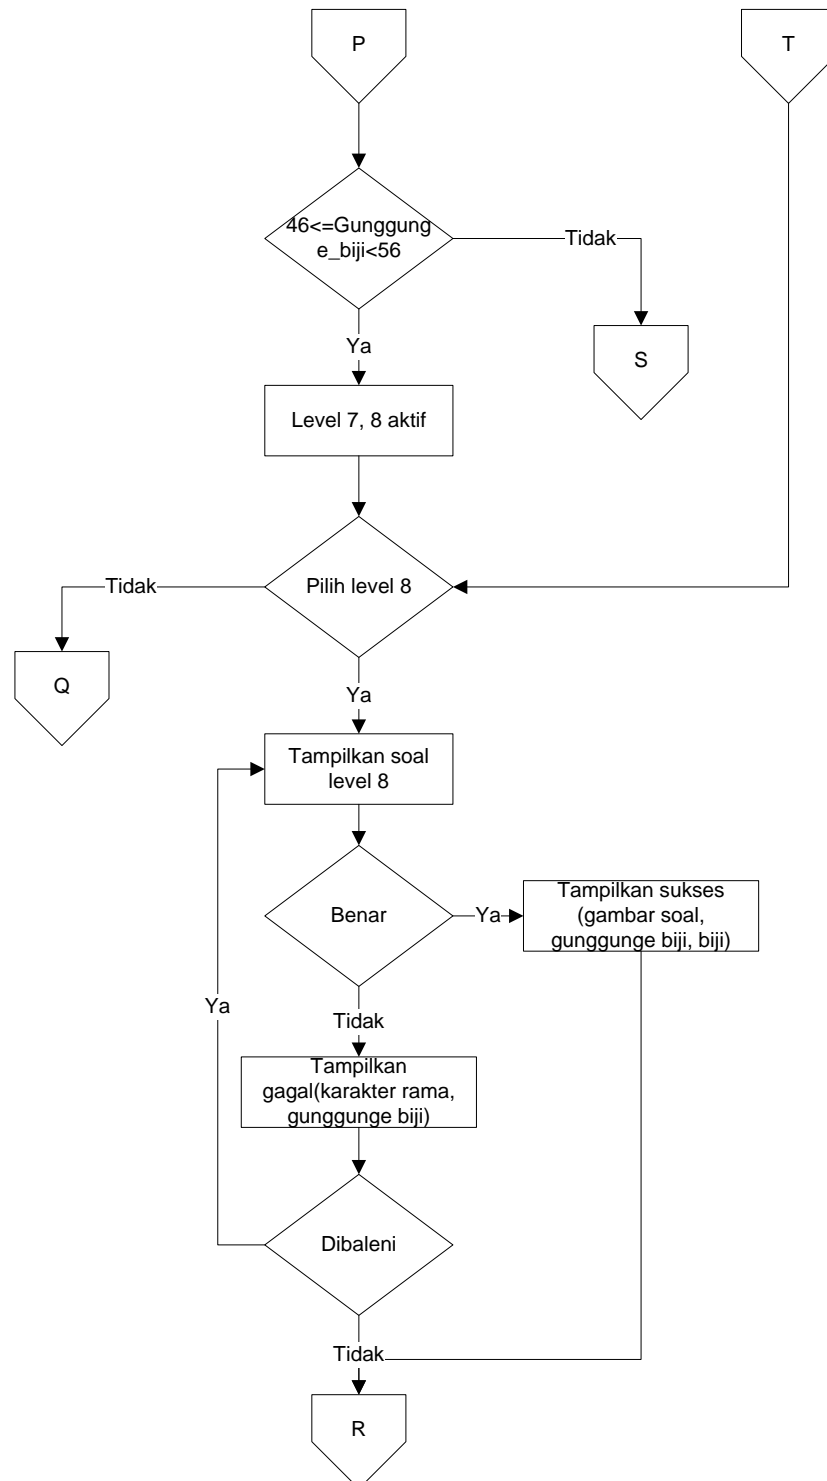 P
T
46<=Gunggung
e_biji<56
Tidak
S
Ya
Level 7, 8 aktif
Pilih level 8
Tidak
Q
Ya
Tampilkan soal
level 8
Benar
Ya
Tampilkan sukses
(gambar soal,
gunggunge biji, biji)
Ya
Tidak
Tampilkan
gagal(karakter rama,
gunggunge biji)
Dibaleni
Tidak
R